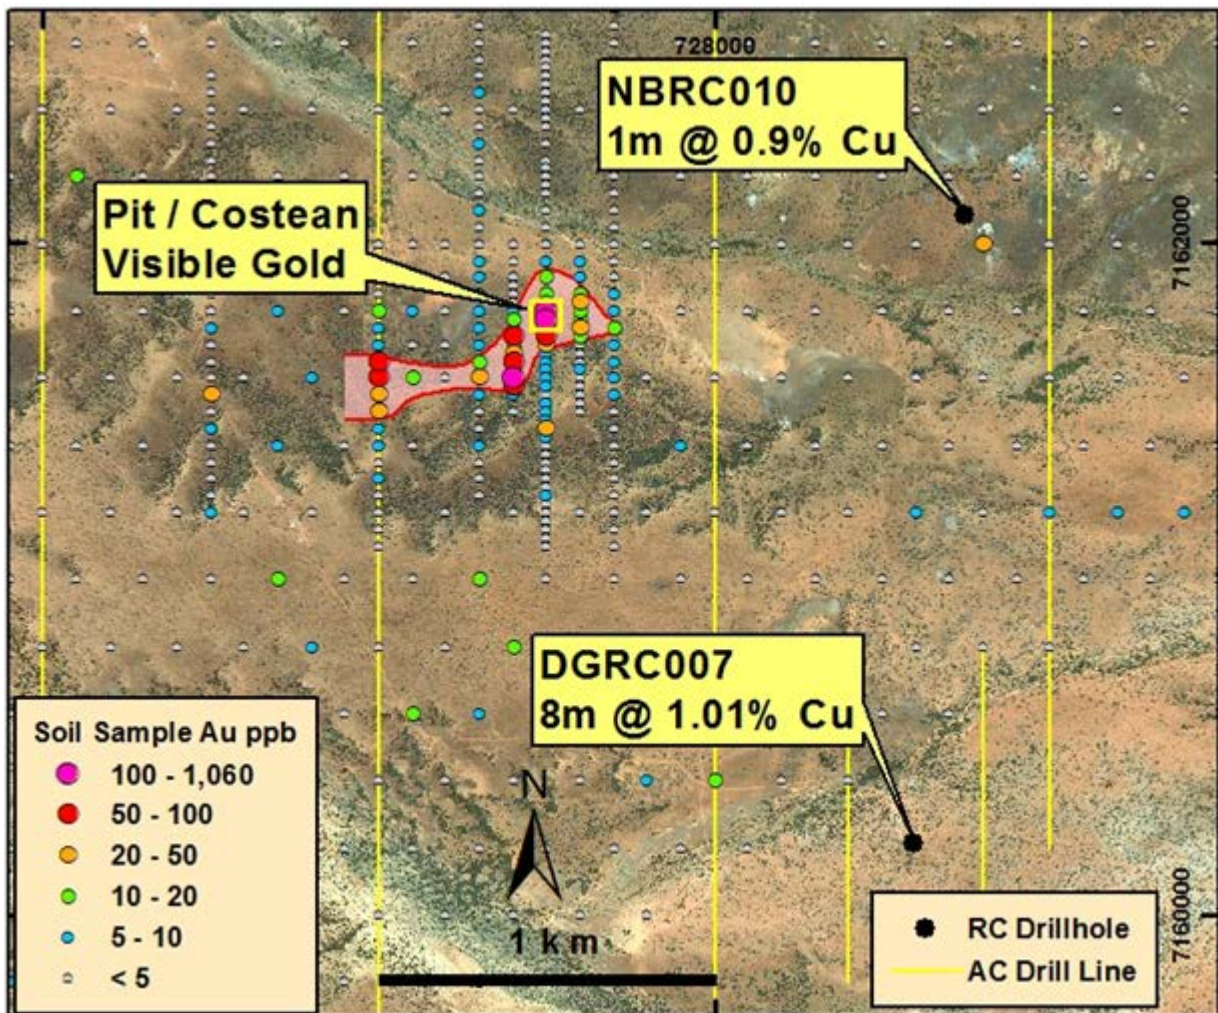 728000
NBRC010
1m @ 0.9% Cu
Pit / Costean
Visible Gold
7162000
DGRC007
8m @ 1.01% Cu
Soil Sample Au ppb
100 - 1,060
50 - 100
20 - 50
10 - 20
5 - 10
< 5
N
1 km
RC Drillhole
AC Drill Line
7160000